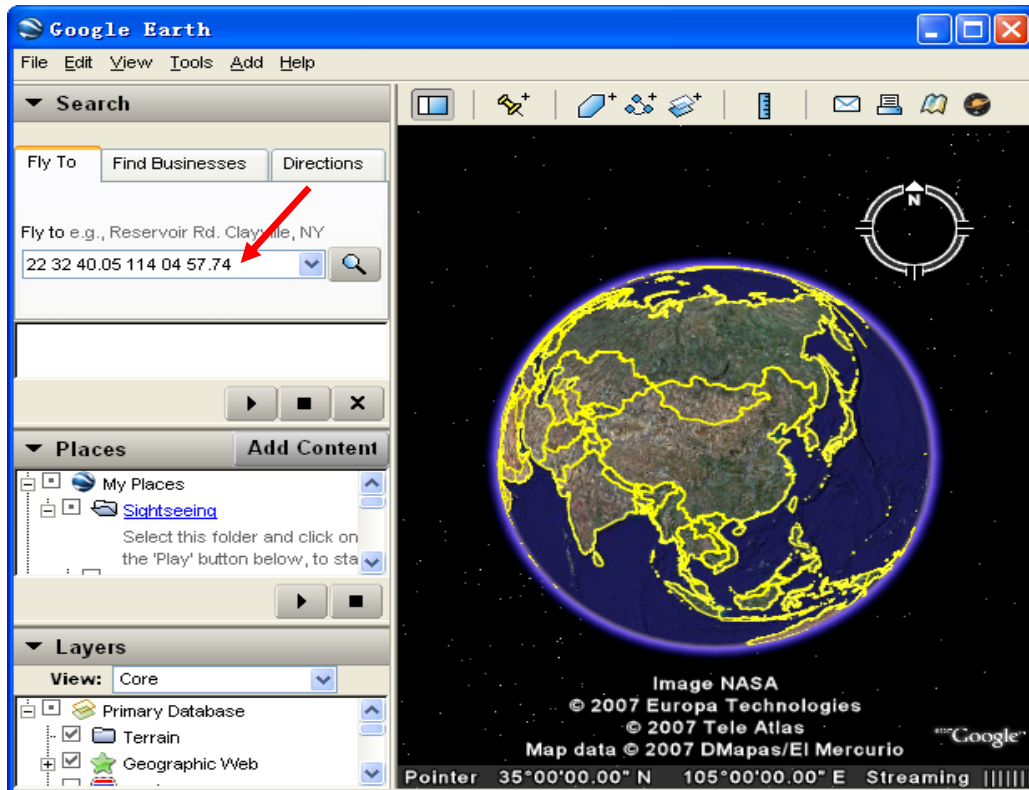 Google Earth
File Edit View Tools Add Help
Search
Fly To Find Businesses Directions
Fly to e.g., Reservoir Rd. Clayville, NY
22 32 40.05 114 04 57.74
Places Add Content
My Places
Sightseeing
Select this folder and click on
the 'Play' button below, to sta
Layers
View: Core
Primary Database
Terrain
Geographic Web
N
Image NASA
© 2007 Europa Technologies
© 2007 Tele Atlas
Map data © 2007 DMapas/El Mercurio
Google
Pointer 35°00'00.00" N 105°00'00.00" E Streaming ||||||